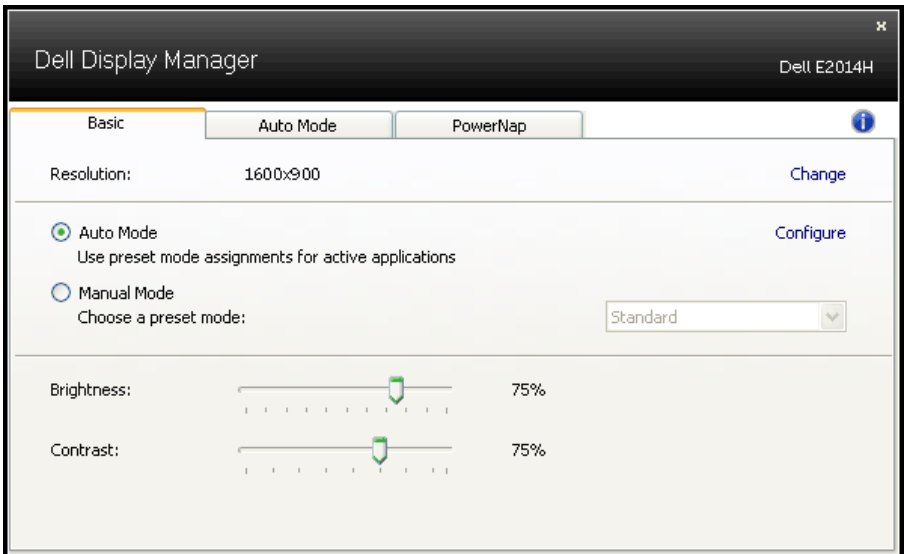 x
Dell Display Manager
Dell E2014H
Basic Auto Mode PowerNap i
Resolution: 1600x900 Change
Auto Mode Configure
Use preset mode assignments for active applications
Manual Mode
Choose a preset mode: Standard
Brightness: 75%
Contrast: 75%